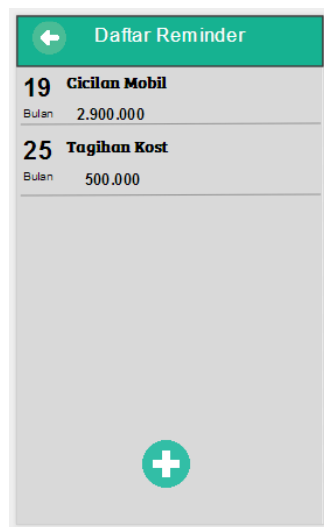 Daftar Reminder
19 Cicilan Mobil
Bulan 2.900.000
25 Tagihan Kost
Bulan 500.000